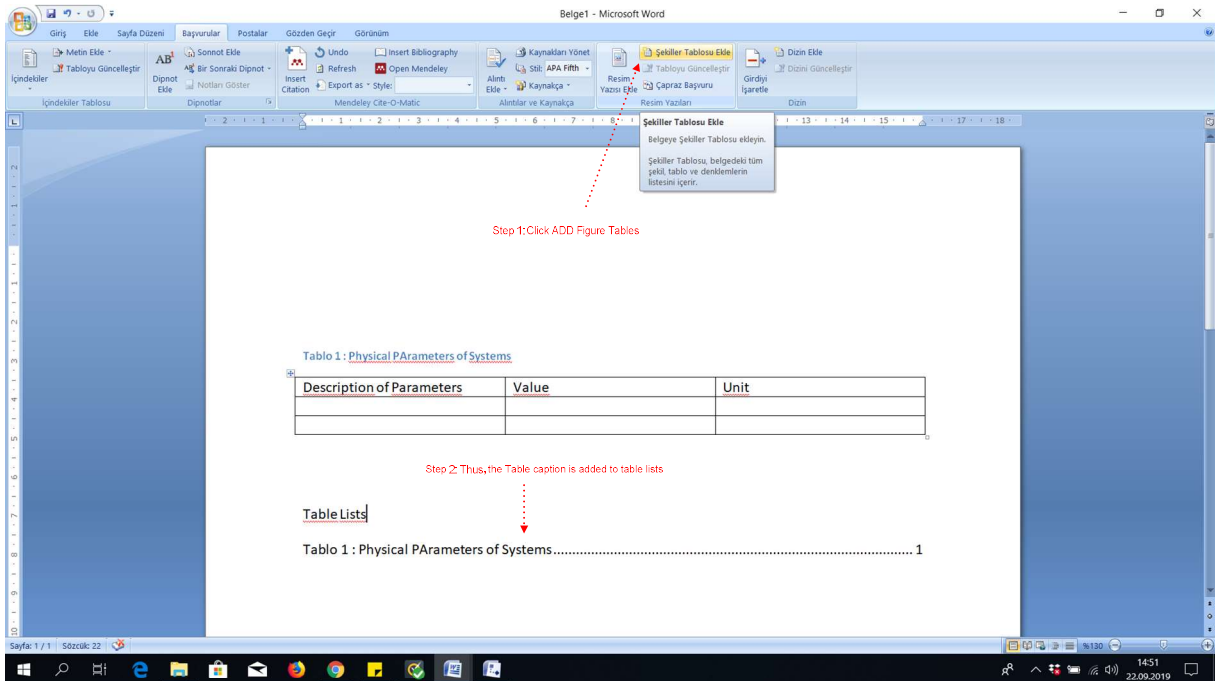 Belge1 - Microsoft Word
Giriş Ekle Sayfa Düzeni Başvurular Postalar Gözden Geçir Görünüm
İçindekiler
Metin Ekle
Tabloyu Güncelleştir
İçindekiler Tablosu
AB¹
Dipnot Ekle
Sonnot Ekle
Bir Sonraki Dipnot
Notları Göster
Dipnotlar
Insert Citation
Undo
Refresh
Export as
Insert Bibliography
Open Mendeley
Style:
Mendeley Cite-O-Matic
Alıntı Ekle
Kaynakları Yönet
Stil: APA Fifth
Kaynakça
Alıntılar ve Kaynakça
Resim Yazısı Ekle
Şekiller Tablosu Ekle
Tabloyu Güncelleştir
Çapraz Başvuru
Resim Yazıları
Girdiyi İşaretle
Dizin Ekle
Dizini Güncelleştir
Dizin
Şekiller Tablosu Ekle
Belgeye Şekiller Tablosu ekleyin.
Şekiller Tablosu, belgedeki tüm
şekil, tablo ve denklemlerin
listesini içerir.
Step 1:Click ADD Figure Tables
Tablo 1 : Physical PArameters of Systems
Description of Parameters Value Unit
Step 2: Thus, the Table caption is added to table lists
Table Lists
Tablo 1 : Physical PArameters of Systems................................................................................................ 1
Sayfa: 1 / 1 Sözcük: 22 %130
14:51
22.09.2019